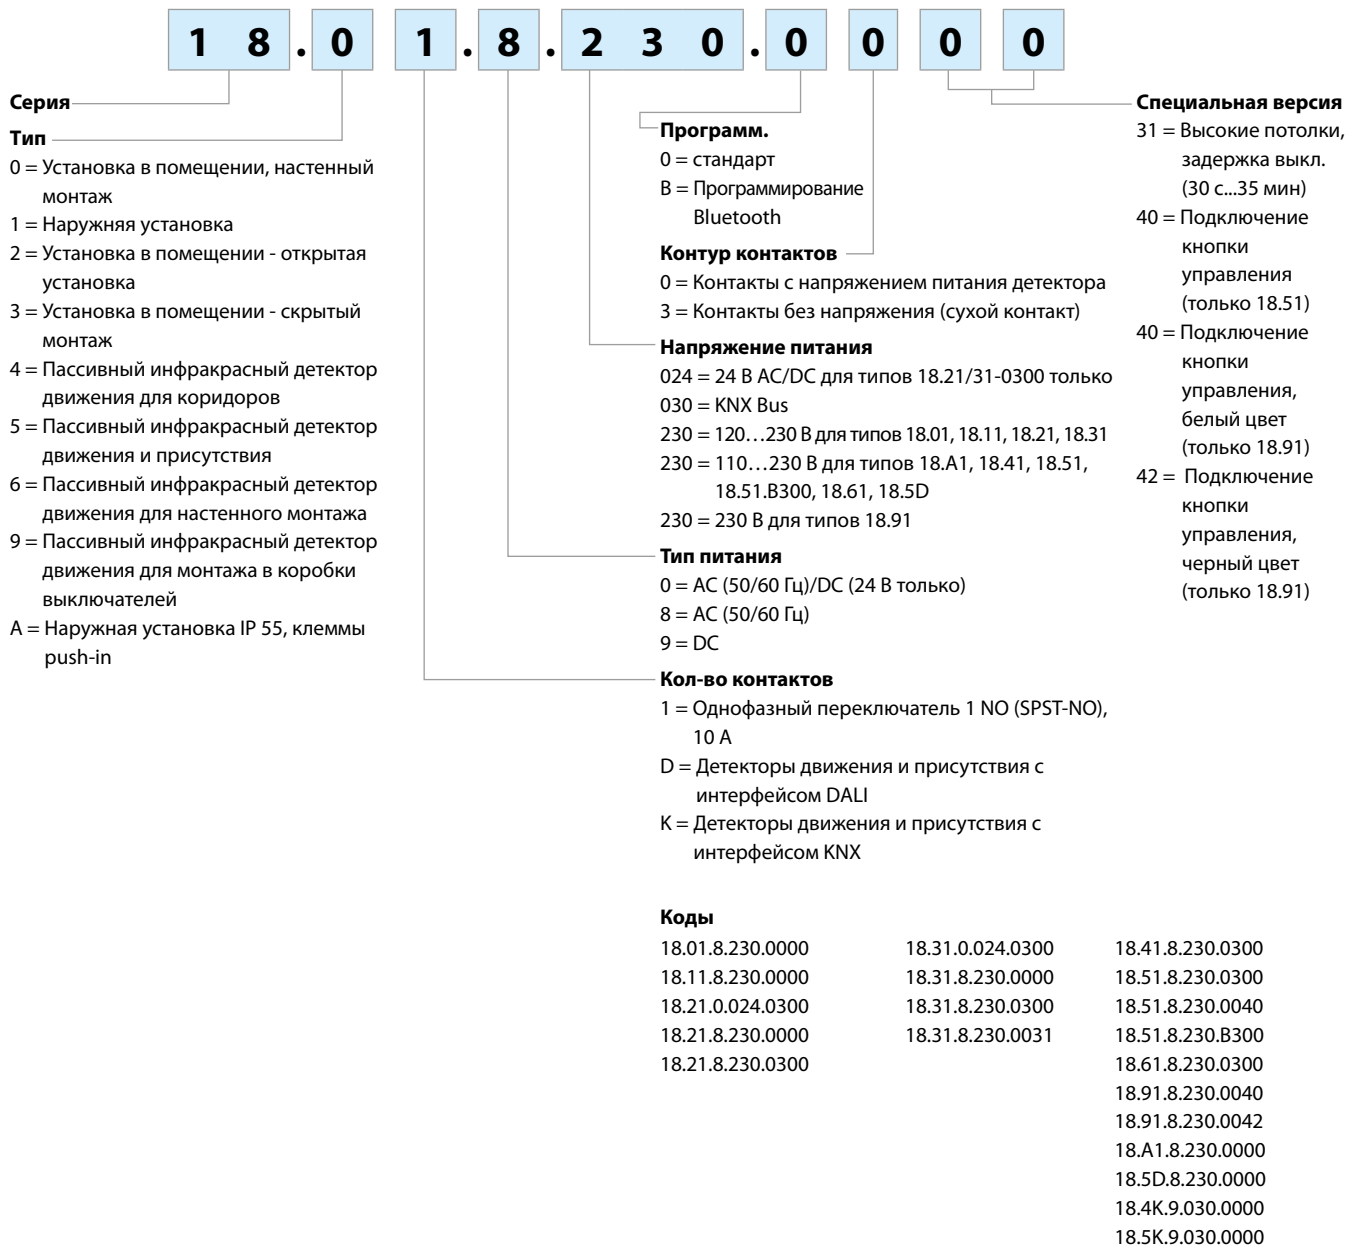 18.01.8.230.0000
Серия
Тип
0 = Установка в помещении, настенный
монтаж
1 = Наружняя установка
2 = Установка в помещении - открытая
установка
3 = Установка в помещении - скрытый
монтаж
4 = Пассивный инфракрасный детектор
движения для коридоров
5 = Пассивный инфракрасный детектор
движения и присутствия
6 = Пассивный инфракрасный детектор
движения для настенного монтажа
9 = Пассивный инфракрасный детектор
движения для монтажа в коробки
выключателей
A = Наружная установка IP 55, клеммы
push-in
Программ.
0 = стандарт
B = Программирование
Bluetooth
Контур контактов
0 = Контакты с напряжением питания детектора
3 = Контакты без напряжения (сухой контакт)
Напряжение питания
024 = 24 В AC/DC для типов 18.21/31-0300 только
030 = KNX Bus
230 = 120…230 В для типов 18.01, 18.11, 18.21, 18.31
230 = 110…230 В для типов 18.A1, 18.41, 18.51,
18.51.B300, 18.61, 18.5D
230 = 230 В для типов 18.91
Тип питания
0 = AC (50/60 Гц)/DC (24 В только)
8 = AC (50/60 Гц)
9 = DC
Кол-во контактов
1 = Однофазный переключатель 1 NO (SPST-NO),
10 A
D = Детекторы движения и присутствия с
интерфейсом DALI
K = Детекторы движения и присутствия с
интерфейсом KNX
Специальная версия
31 = Высокие потолки,
задержка выкл.
(30 с...35 мин)
40 = Подключение
кнопки
управления
(только 18.51)
40 = Подключение
кнопки
управления,
белый цвет
(только 18.91)
42 = Подключение
кнопки
управления,
черный цвет
(только 18.91)
Коды
18.01.8.230.0000
18.11.8.230.0000
18.21.0.024.0300
18.21.8.230.0000
18.21.8.230.0300
18.31.0.024.0300
18.31.8.230.0000
18.31.8.230.0300
18.31.8.230.0031
18.41.8.230.0300
18.51.8.230.0300
18.51.8.230.0040
18.51.8.230.B300
18.61.8.230.0300
18.91.8.230.0040
18.91.8.230.0042
18.A1.8.230.0000
18.5D.8.230.0000
18.4K.9.030.0000
18.5K.9.030.0000